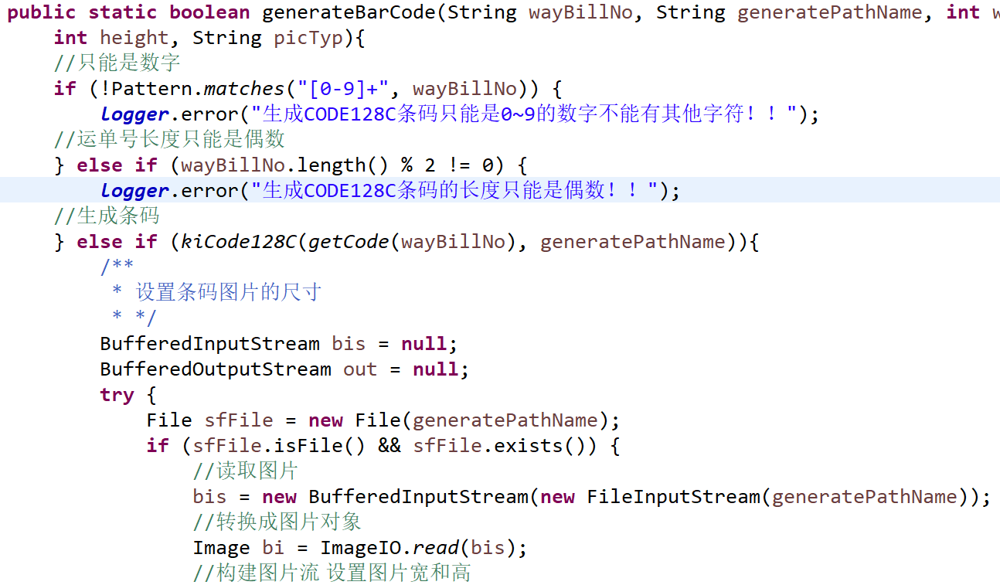 public static boolean generateBarCode(String wayBillNo, String generatePathName, int w
int height, String picTyp){
//只能是数字
if (!Pattern.matches("[0-9]+", wayBillNo)) {
logger.error("生成CODE128C条码只能是0~9的数字不能有其他字符！！");
//运单号长度只能是偶数
} else if (wayBillNo.length() % 2 != 0) {
logger.error("生成CODE128C条码的长度只能是偶数！！");
//生成条码
} else if (kiCode128C(getCode(wayBillNo), generatePathName)){
/**
* 设置条码图片的尺寸
* */
BufferedInputStream bis = null;
BufferedOutputStream out = null;
try {
File sfFile = new File(generatePathName);
if (sfFile.isFile() && sfFile.exists()) {
//读取图片
bis = new BufferedInputStream(new FileInputStream(generatePathName));
//转换成图片对象
Image bi = ImageIO.read(bis);
//构建图片流 设置图片宽和高